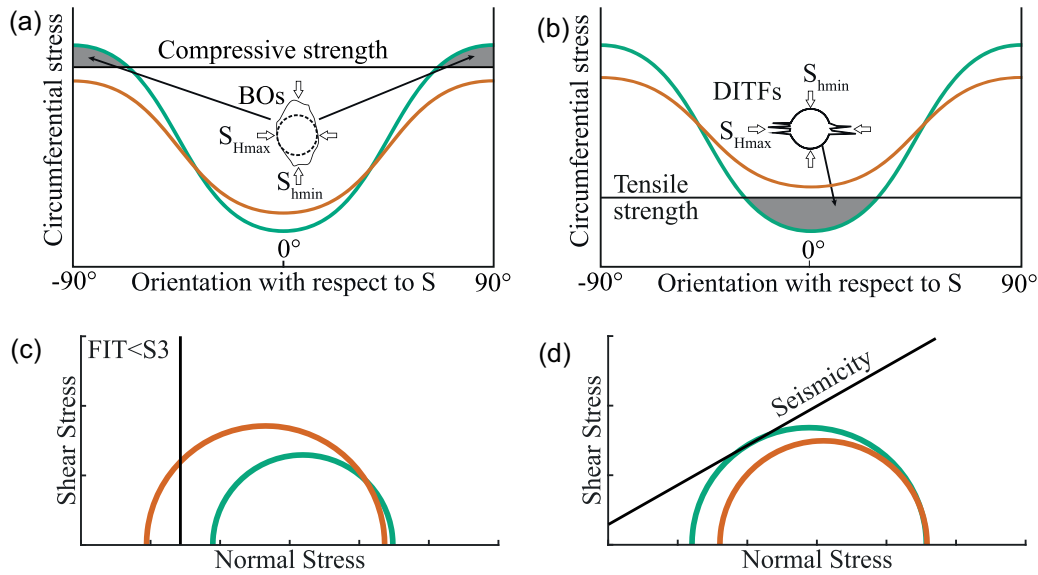 (a)
Circumferential stress
Compressive strength
BOs
SHmax
Shmin
0°
-90°
Orientation with respect to S
90°
(b)
Circumferential stress
Shmin
DITFs
SHmax
Tensile
strength
0°
-90°
Orientation with respect to S
90°
(c)
FIT<S3
Shear Stress
Normal Stress
(d)
Seismicity
Shear Stress
Normal Stress